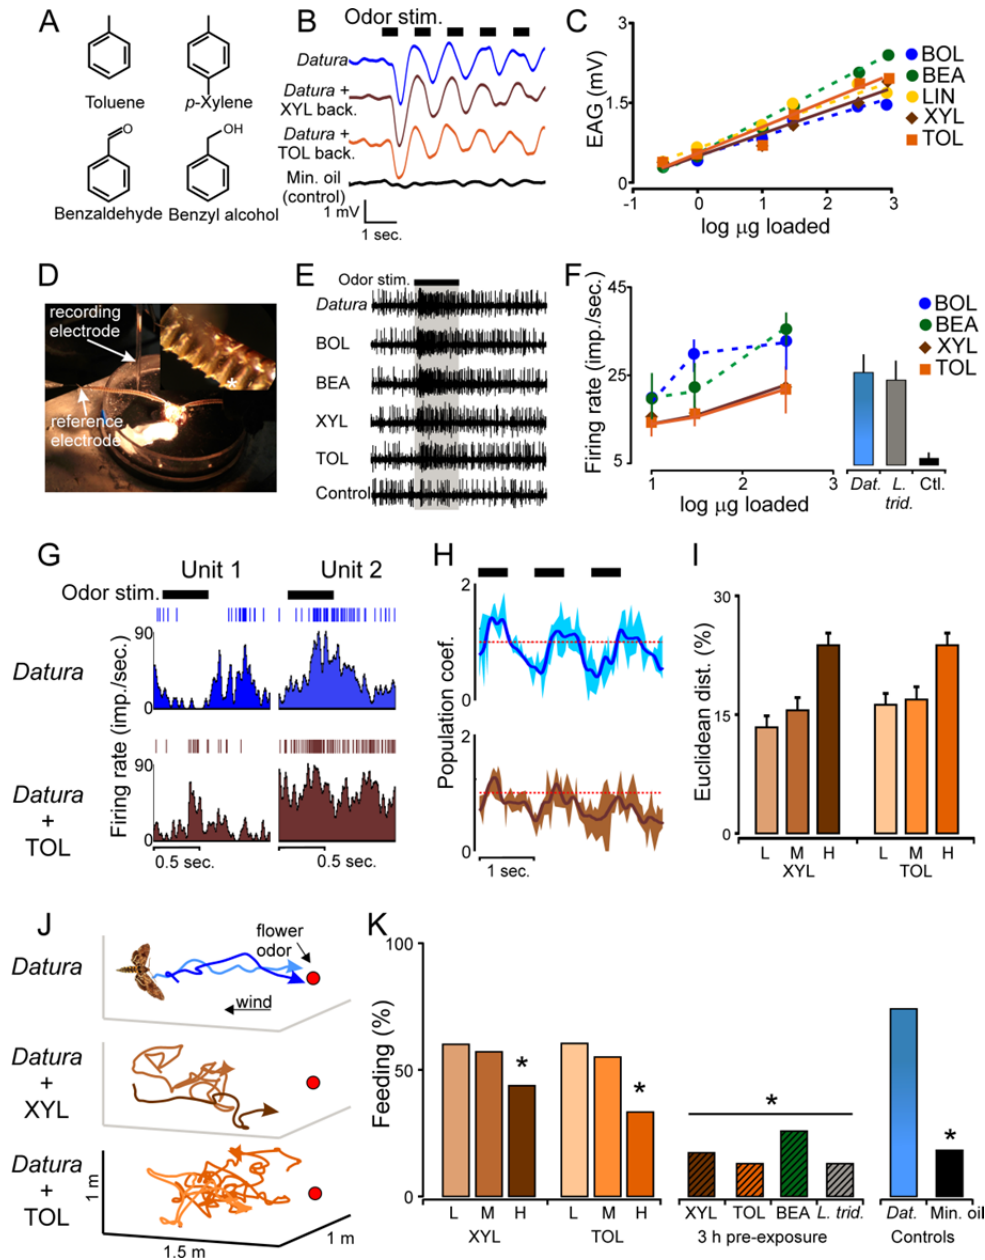 A
Toluene
p-Xylene
Benzaldehyde
Benzyl alcohol
OH
O
B
Odor stim.
Datura
Datura +
XYL back.
Datura +
TOL back.
Min. oil
(control)
1 mV
1 sec.
C
EAG (mV)
3
1.5
0
-1 0 1 2 3
log µg loaded
BOL
BEA
LIN
XYL
TOL
D
recording
electrode
reference
electrode
*
E
Odor stim.
Datura
BOL
BEA
XYL
TOL
Control
F
Firing rate (imp./sec.)
45
25
5
1 2 3
log µg loaded
BOL
BEA
XYL
TOL
Dat. L. trid. Ctl.
G
Unit 1 Unit 2
Odor stim.
Datura
90
0
Datura
+
TOL
90
0
Firing rate (imp./sec.)
0.5 sec. 0.5 sec.
H
Population coef.
2
0
2
0
1 sec.
I
Euclidean dist. (%)
30
15
0
L M H L M H
XYL TOL
J
Datura
flower
odor
wind
Datura
+
XYL
Datura
+
TOL
1 m
1.5 m
1 m
K
Feeding (%)
100
50
0
* * * *
L M H L M H XYL TOL BEA L. trid. Dat. Min. oil
XYL TOL 3 h pre-exposure Controls